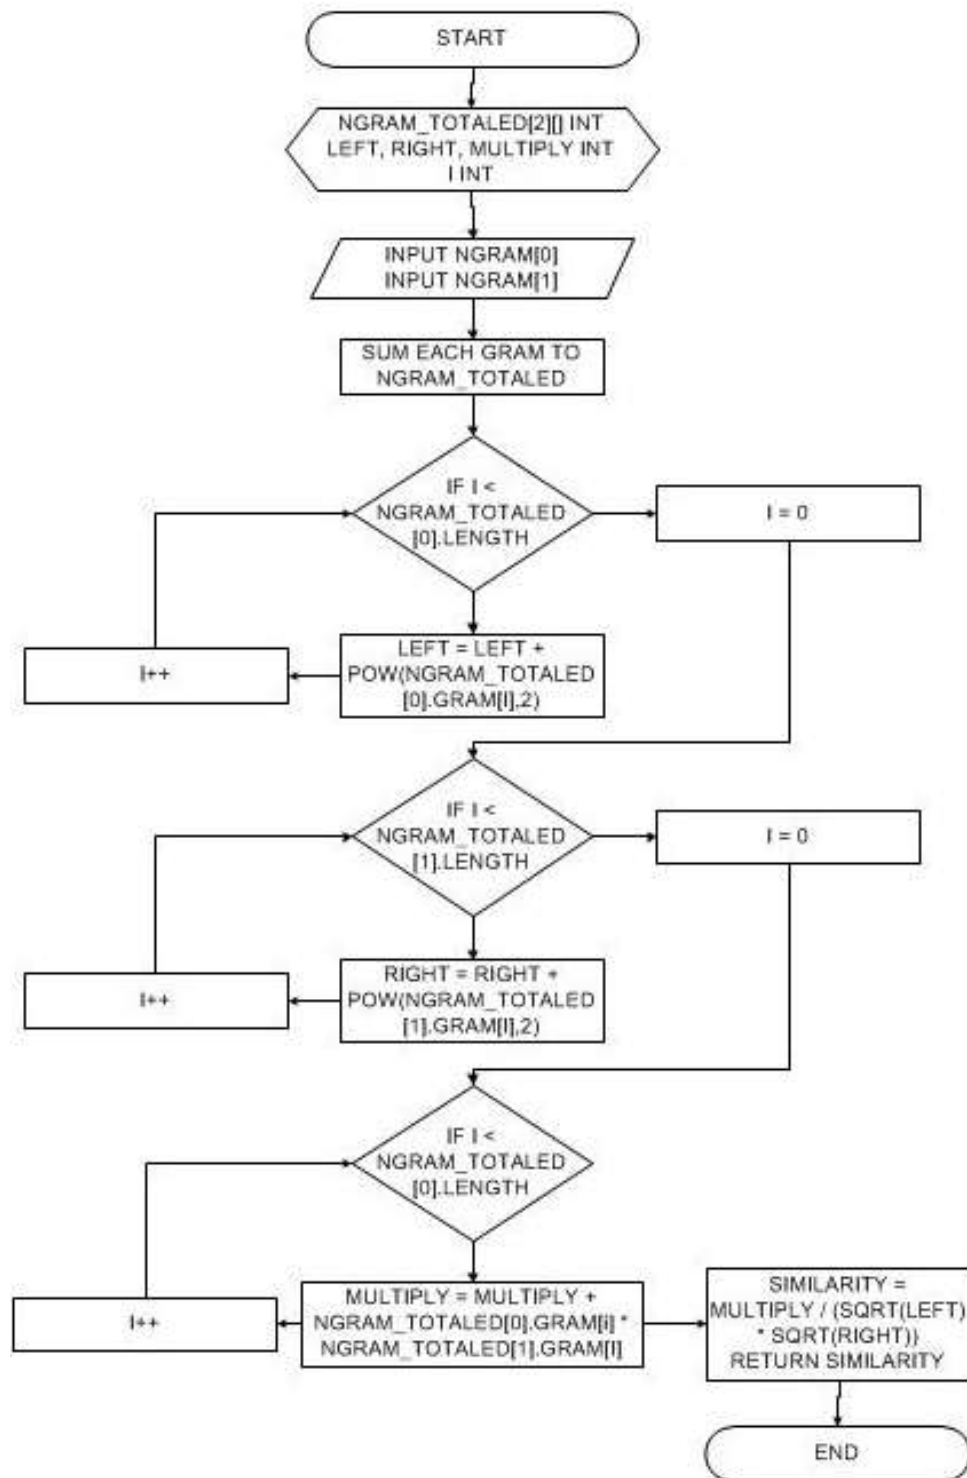 START
NGRAM_TOTALED[2][] INT
LEFT, RIGHT, MULTIPLY INT
I INT
INPUT NGRAM[0]
INPUT NGRAM[1]
SUM EACH GRAM TO
NGRAM_TOTALED
IF I <
NGRAM_TOTALED
[0].LENGTH
I = 0
LEFT = LEFT +
POW(NGRAM_TOTALED
[0].GRAM[I],2)
I++
IF I <
NGRAM_TOTALED
[1].LENGTH
I = 0
RIGHT = RIGHT +
POW(NGRAM_TOTALED
[1].GRAM[I],2)
I++
IF I <
NGRAM_TOTALED
[0].LENGTH
MULTIPLY = MULTIPLY +
NGRAM_TOTALED[0].GRAM[i] *
NGRAM_TOTALED[1].GRAM[I]
I++
SIMILARITY =
MULTIPLY / (SQRT(LEFT)
* SQRT(RIGHT))
RETURN SIMILARITY
END